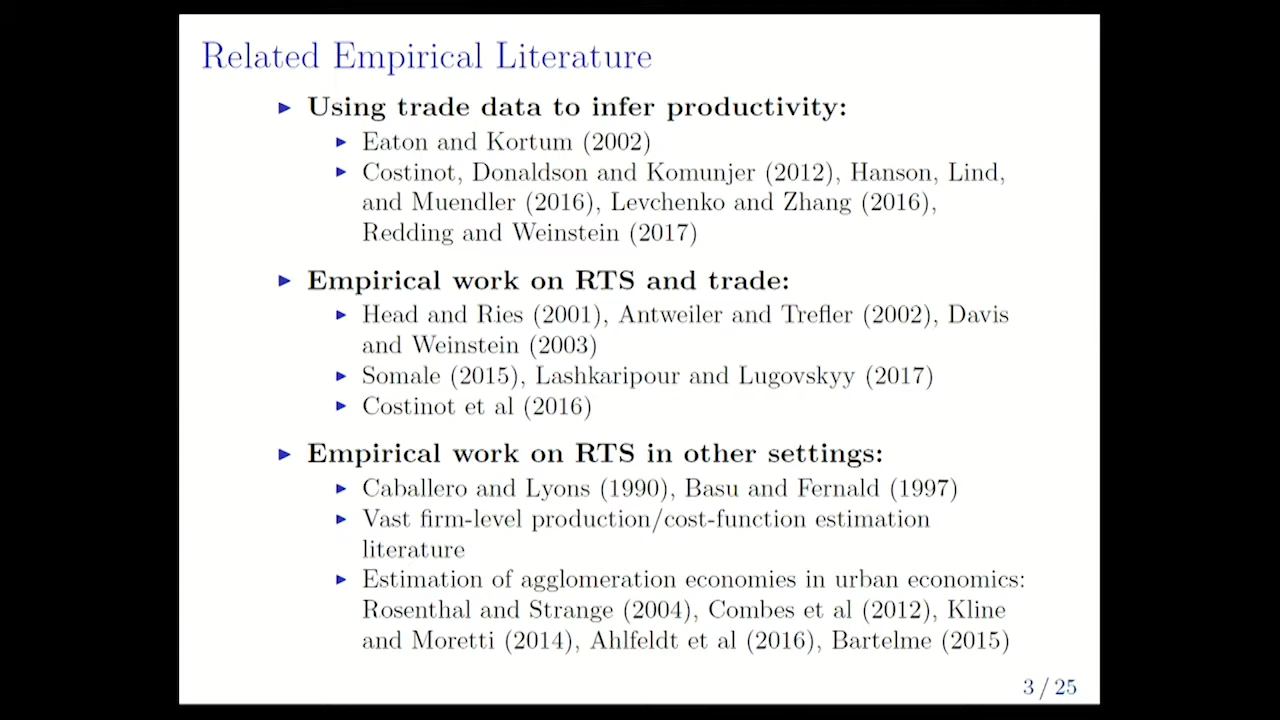 Related Empirical Literature
Using trade data to infer productivity:
Eaton and Kortum (2002)
Costinot, Donaldson and Komunjer (2012), Hanson, Lind,
and Muendler (2016), Levchenko and Zhang (2016),
Redding and Weinstein (2017)
Empirical work on RTS and trade:
Head and Ries (2001), Antweiler and Trefler (2002), Davis
and Weinstein (2003)
Somale (2015), Lashkaripour and Lugovskyy (2017)
Costinot et al (2016)
Empirical work on RTS in other settings:
Caballero and Lyons (1990), Basu and Fernald (1997)
Vast firm-level production/cost-function estimation
literature
Estimation of agglomeration economies in urban economics:
Rosenthal and Strange (2004), Combes et al (2012), Kline
and Moretti (2014), Ahlfeldt et al (2016), Bartelme (2015)
3 / 25